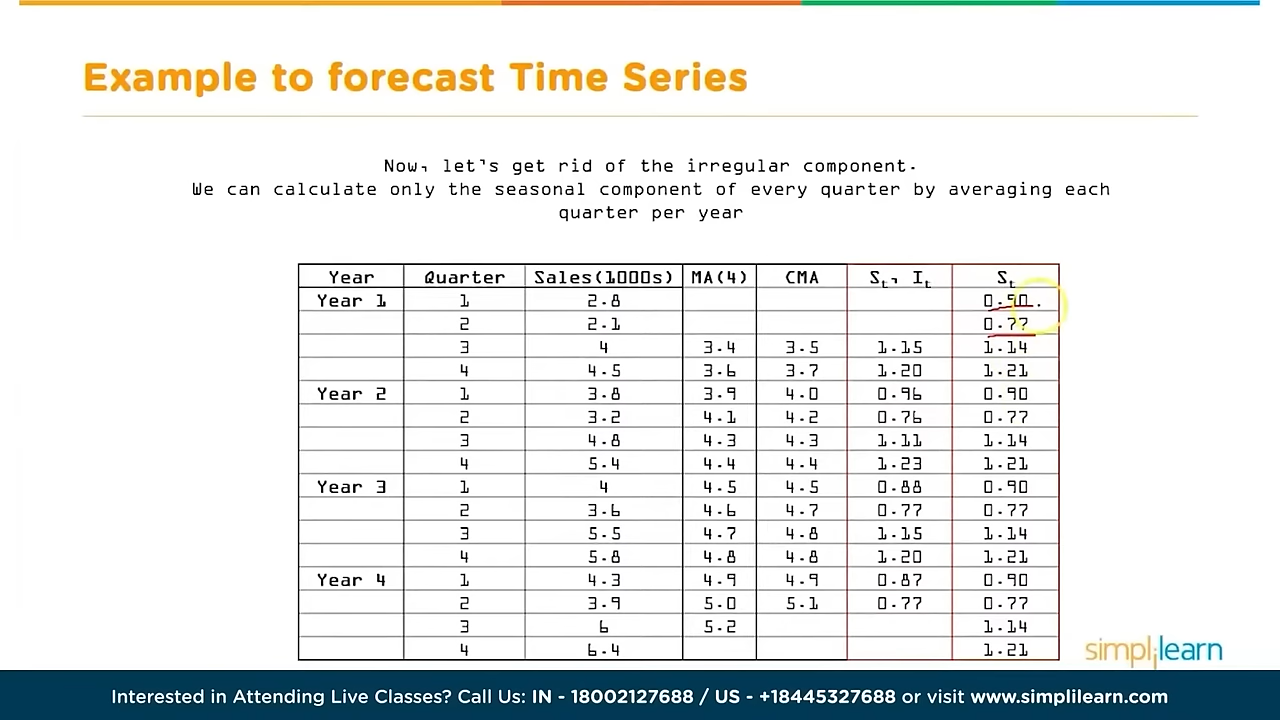 Example to forecast Time Series
Now, let's get rid of the irregular component.
We can calculate only the seasonal component of every quarter by averaging each
quarter per year
Year Quarter Sales(1000s) MA(4) CMA St, It St
Year 1 1 2.8 0.90
2 2.1 0.77
3 4 3.4 3.5 1.15 1.14
4 4.5 3.6 3.7 1.20 1.21
Year 2 1 3.8 3.9 4.0 0.96 0.90
2 3.2 4.1 4.2 0.76 0.77
3 4.8 4.3 4.3 1.11 1.14
4 5.4 4.4 4.4 1.23 1.21
Year 3 1 4 4.5 4.5 0.88 0.90
2 3.6 4.6 4.7 0.77 0.77
3 5.5 4.7 4.8 1.15 1.14
4 5.8 4.8 4.8 1.20 1.21
Year 4 1 4.3 4.9 4.9 0.87 0.90
2 3.9 5.0 5.1 0.77 0.77
3 6 5.2 1.14
4 6.4 1.21
simplilearn
Interested in Attending Live Classes? Call Us: IN - 18002127688 / US - +18445327688 or visit www.simplilearn.com